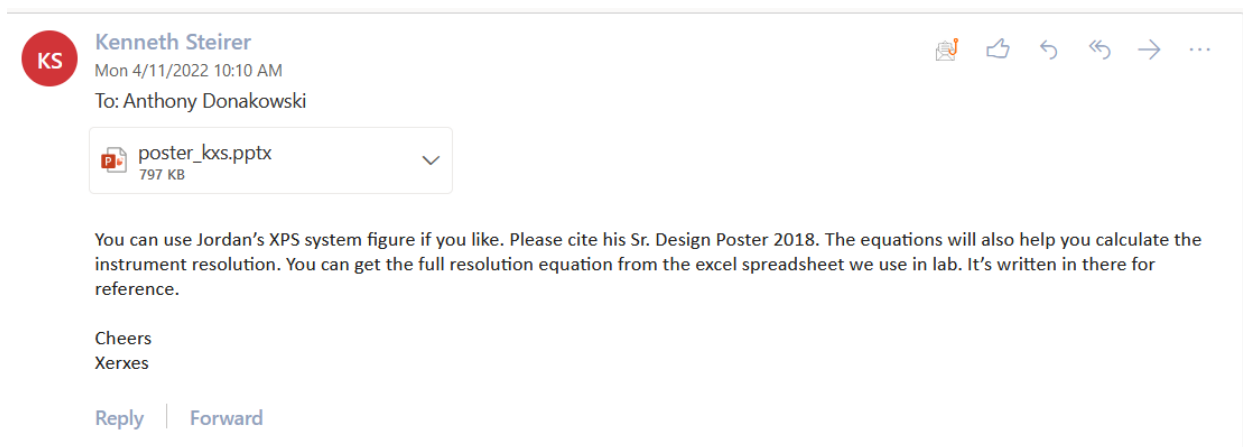 KS
Kenneth Steirer
Mon 4/11/2022 10:10 AM
To: Anthony Donakowski
poster_kxs.pptx
797 KB
You can use Jordan’s XPS system figure if you like. Please cite his Sr. Design Poster 2018. The equations will also help you calculate the
instrument resolution. You can get the full resolution equation from the excel spreadsheet we use in lab. It’s written in there for
reference.
Cheers
Xerxes
Reply | Forward